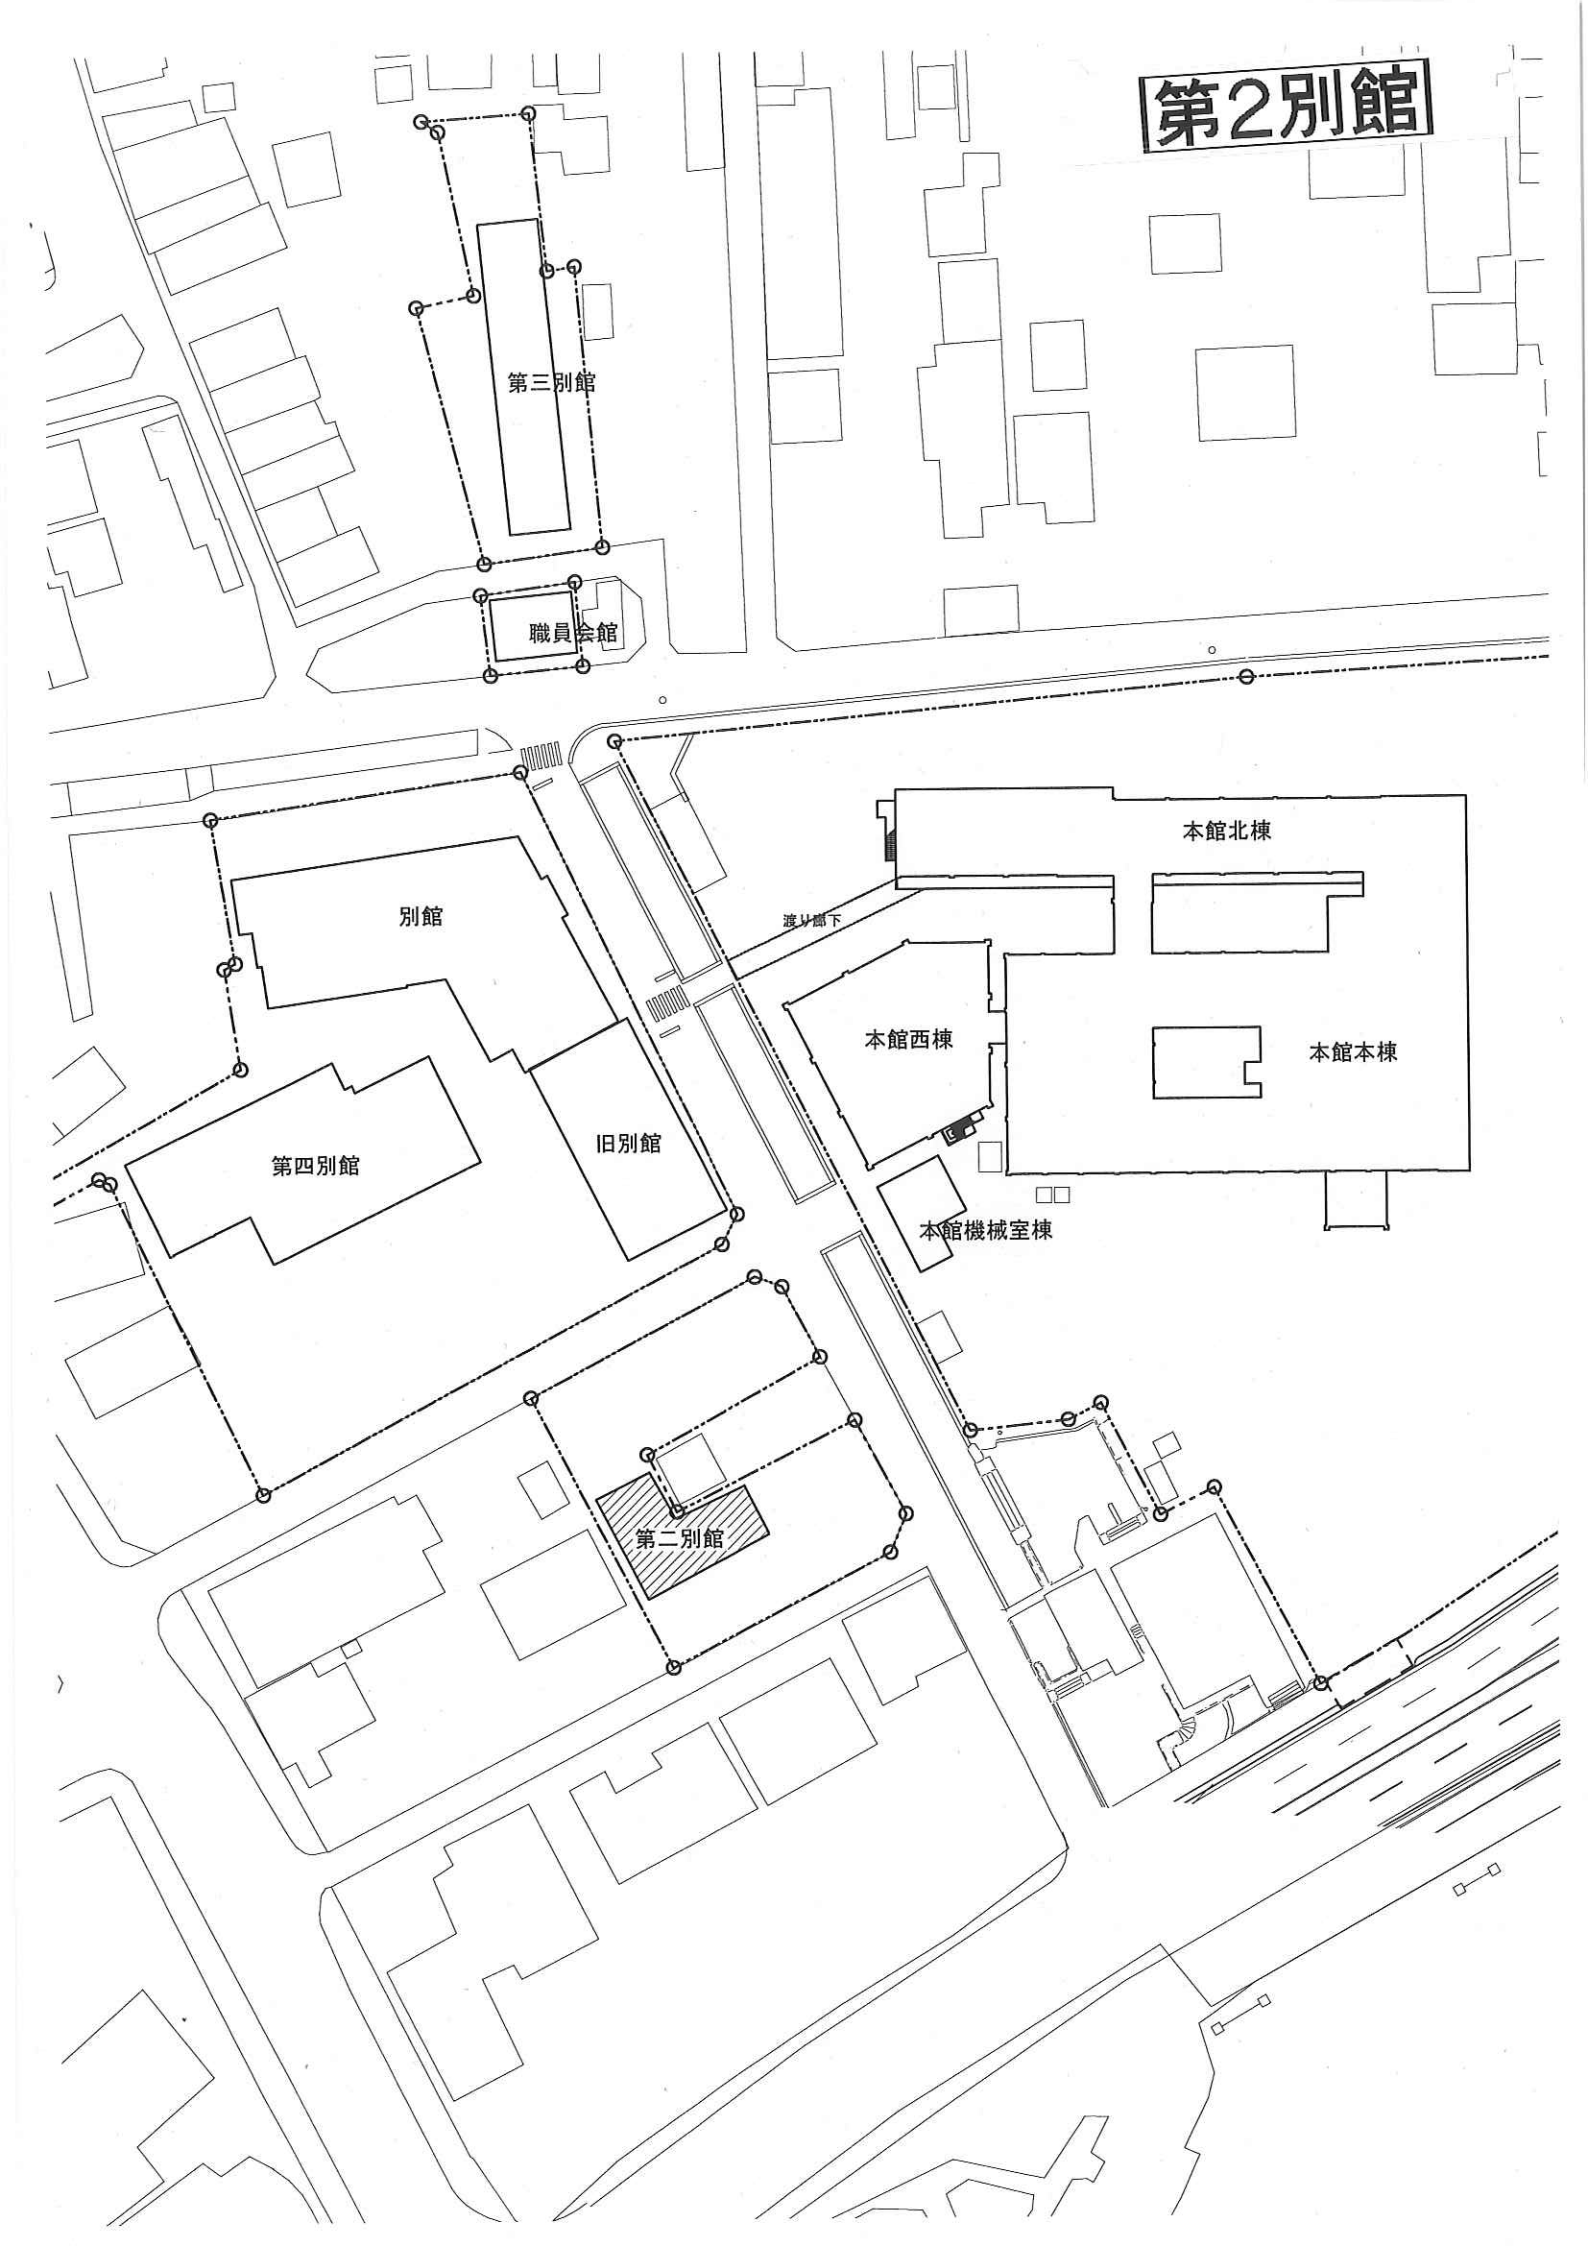 第2別館
第三別館
職員会館
本館北棟
別館
渡り廊下
本館西棟
本館本棟
旧別館
第四別館
本館機械室棟
第二別館